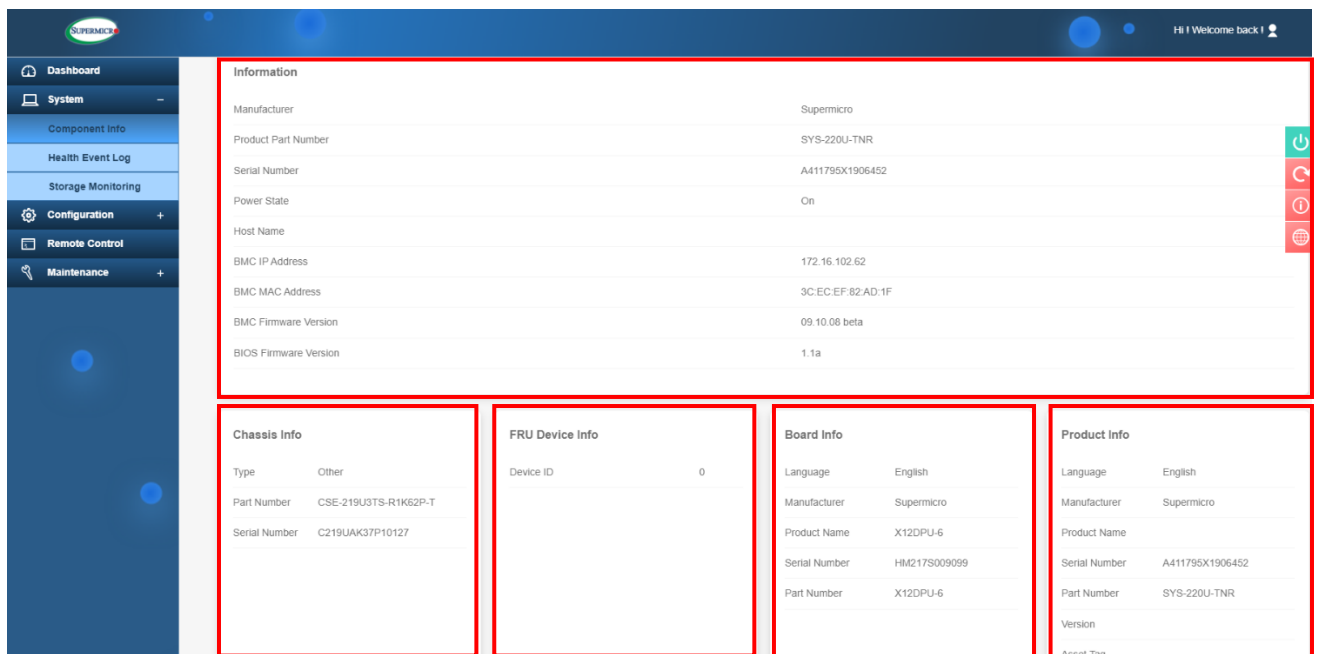 SUPERMICR
Hi ! Welcome back !
Dashboard
System −
Component Info
Health Event Log
Storage Monitoring
Configuration +
Remote Control
Maintenance +
Information
Manufacturer Supermicro
Product Part Number SYS-220U-TNR
Serial Number A411795X1906452
Power State On
Host Name
BMC IP Address 172.16.102.62
BMC MAC Address 3C:EC:EF:82:AD:1F
BMC Firmware Version 09.10.08 beta
BIOS Firmware Version 1.1a
Chassis Info
Type Other
Part Number CSE-219U3TS-R1K62P-T
Serial Number C219UAK37P10127
FRU Device Info
Device ID 0
Board Info
Language English
Manufacturer Supermicro
Product Name X12DPU-6
Serial Number HM217S009099
Part Number X12DPU-6
Product Info
Language English
Manufacturer Supermicro
Product Name
Serial Number A411795X1906452
Part Number SYS-220U-TNR
Version
Asset Tag